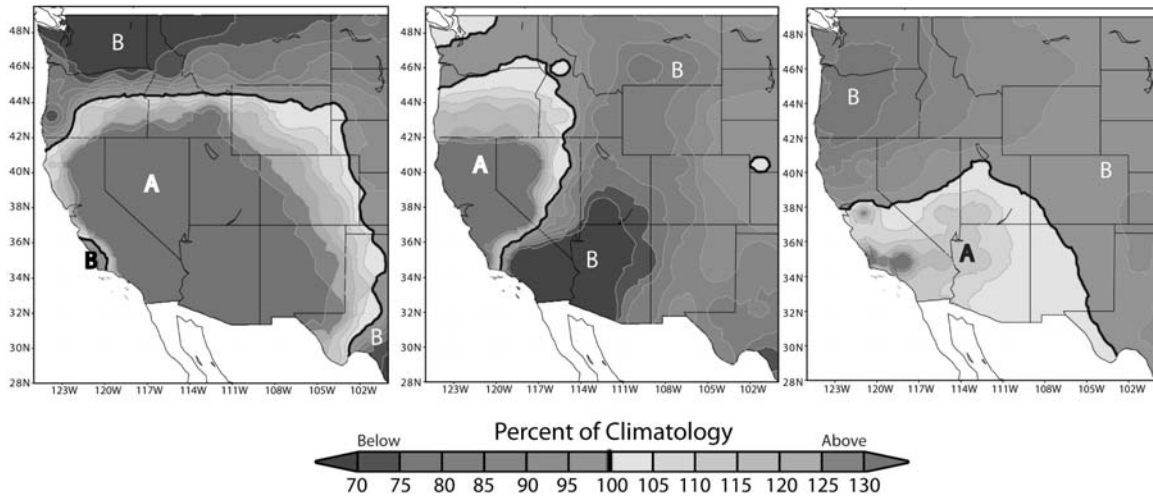 48N
46N
44N
42N
40N
38N
36N
34N
32N
30N
28N
B
A
B
B
123W 120W 117W 114W 111W 108W 105W 102W
48N
46N
44N
42N
40N
38N
36N
34N
32N
30N
28N
B
A
B
123W 120W 117W 114W 111W 108W 105W 102W
48N
46N
44N
42N
40N
38N
36N
34N
32N
30N
28N
B
B
A
123W 120W 117W 114W 111W 108W 105W 102W
Percent of Climatology
Below Above
70 75 80 85 90 95 100 105 110 115 120 125 130